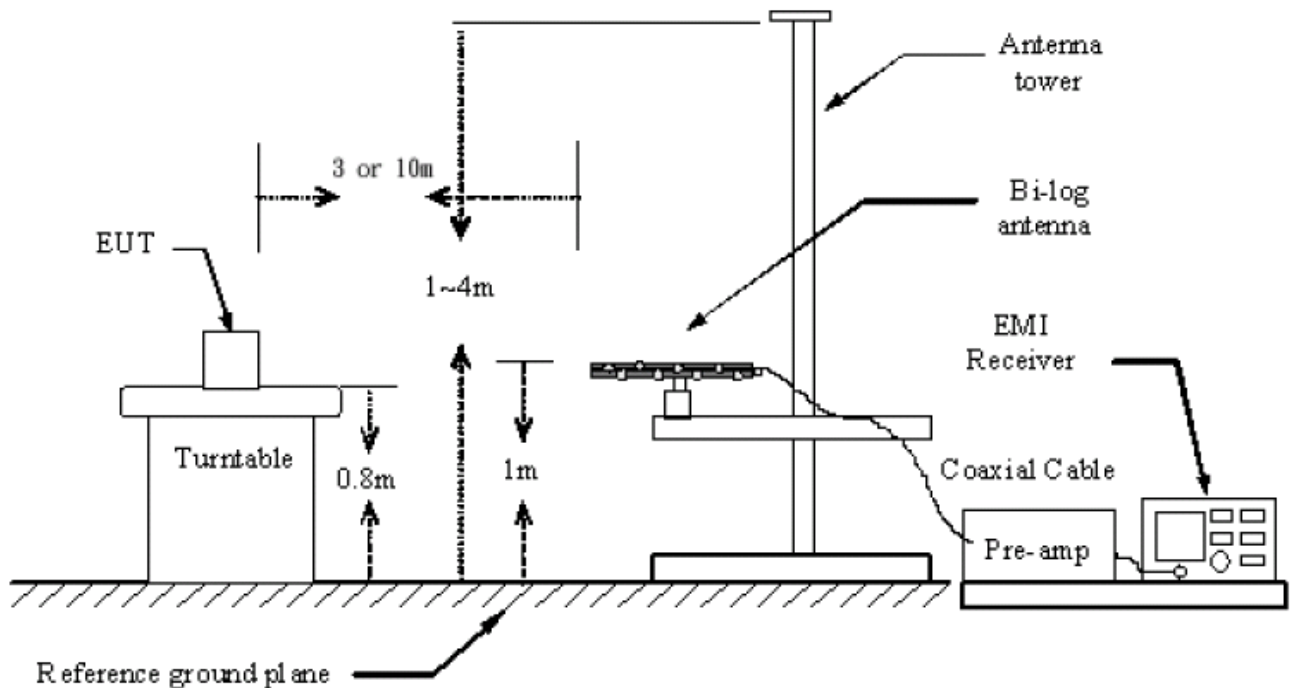 Antenna
tower
3 or 10m
Bi-log
antenna
EUT
1~4m
EMI
Receiver
Turntable
0.8m
1m
Coaxial Cable
Pre-amp
Reference ground plane